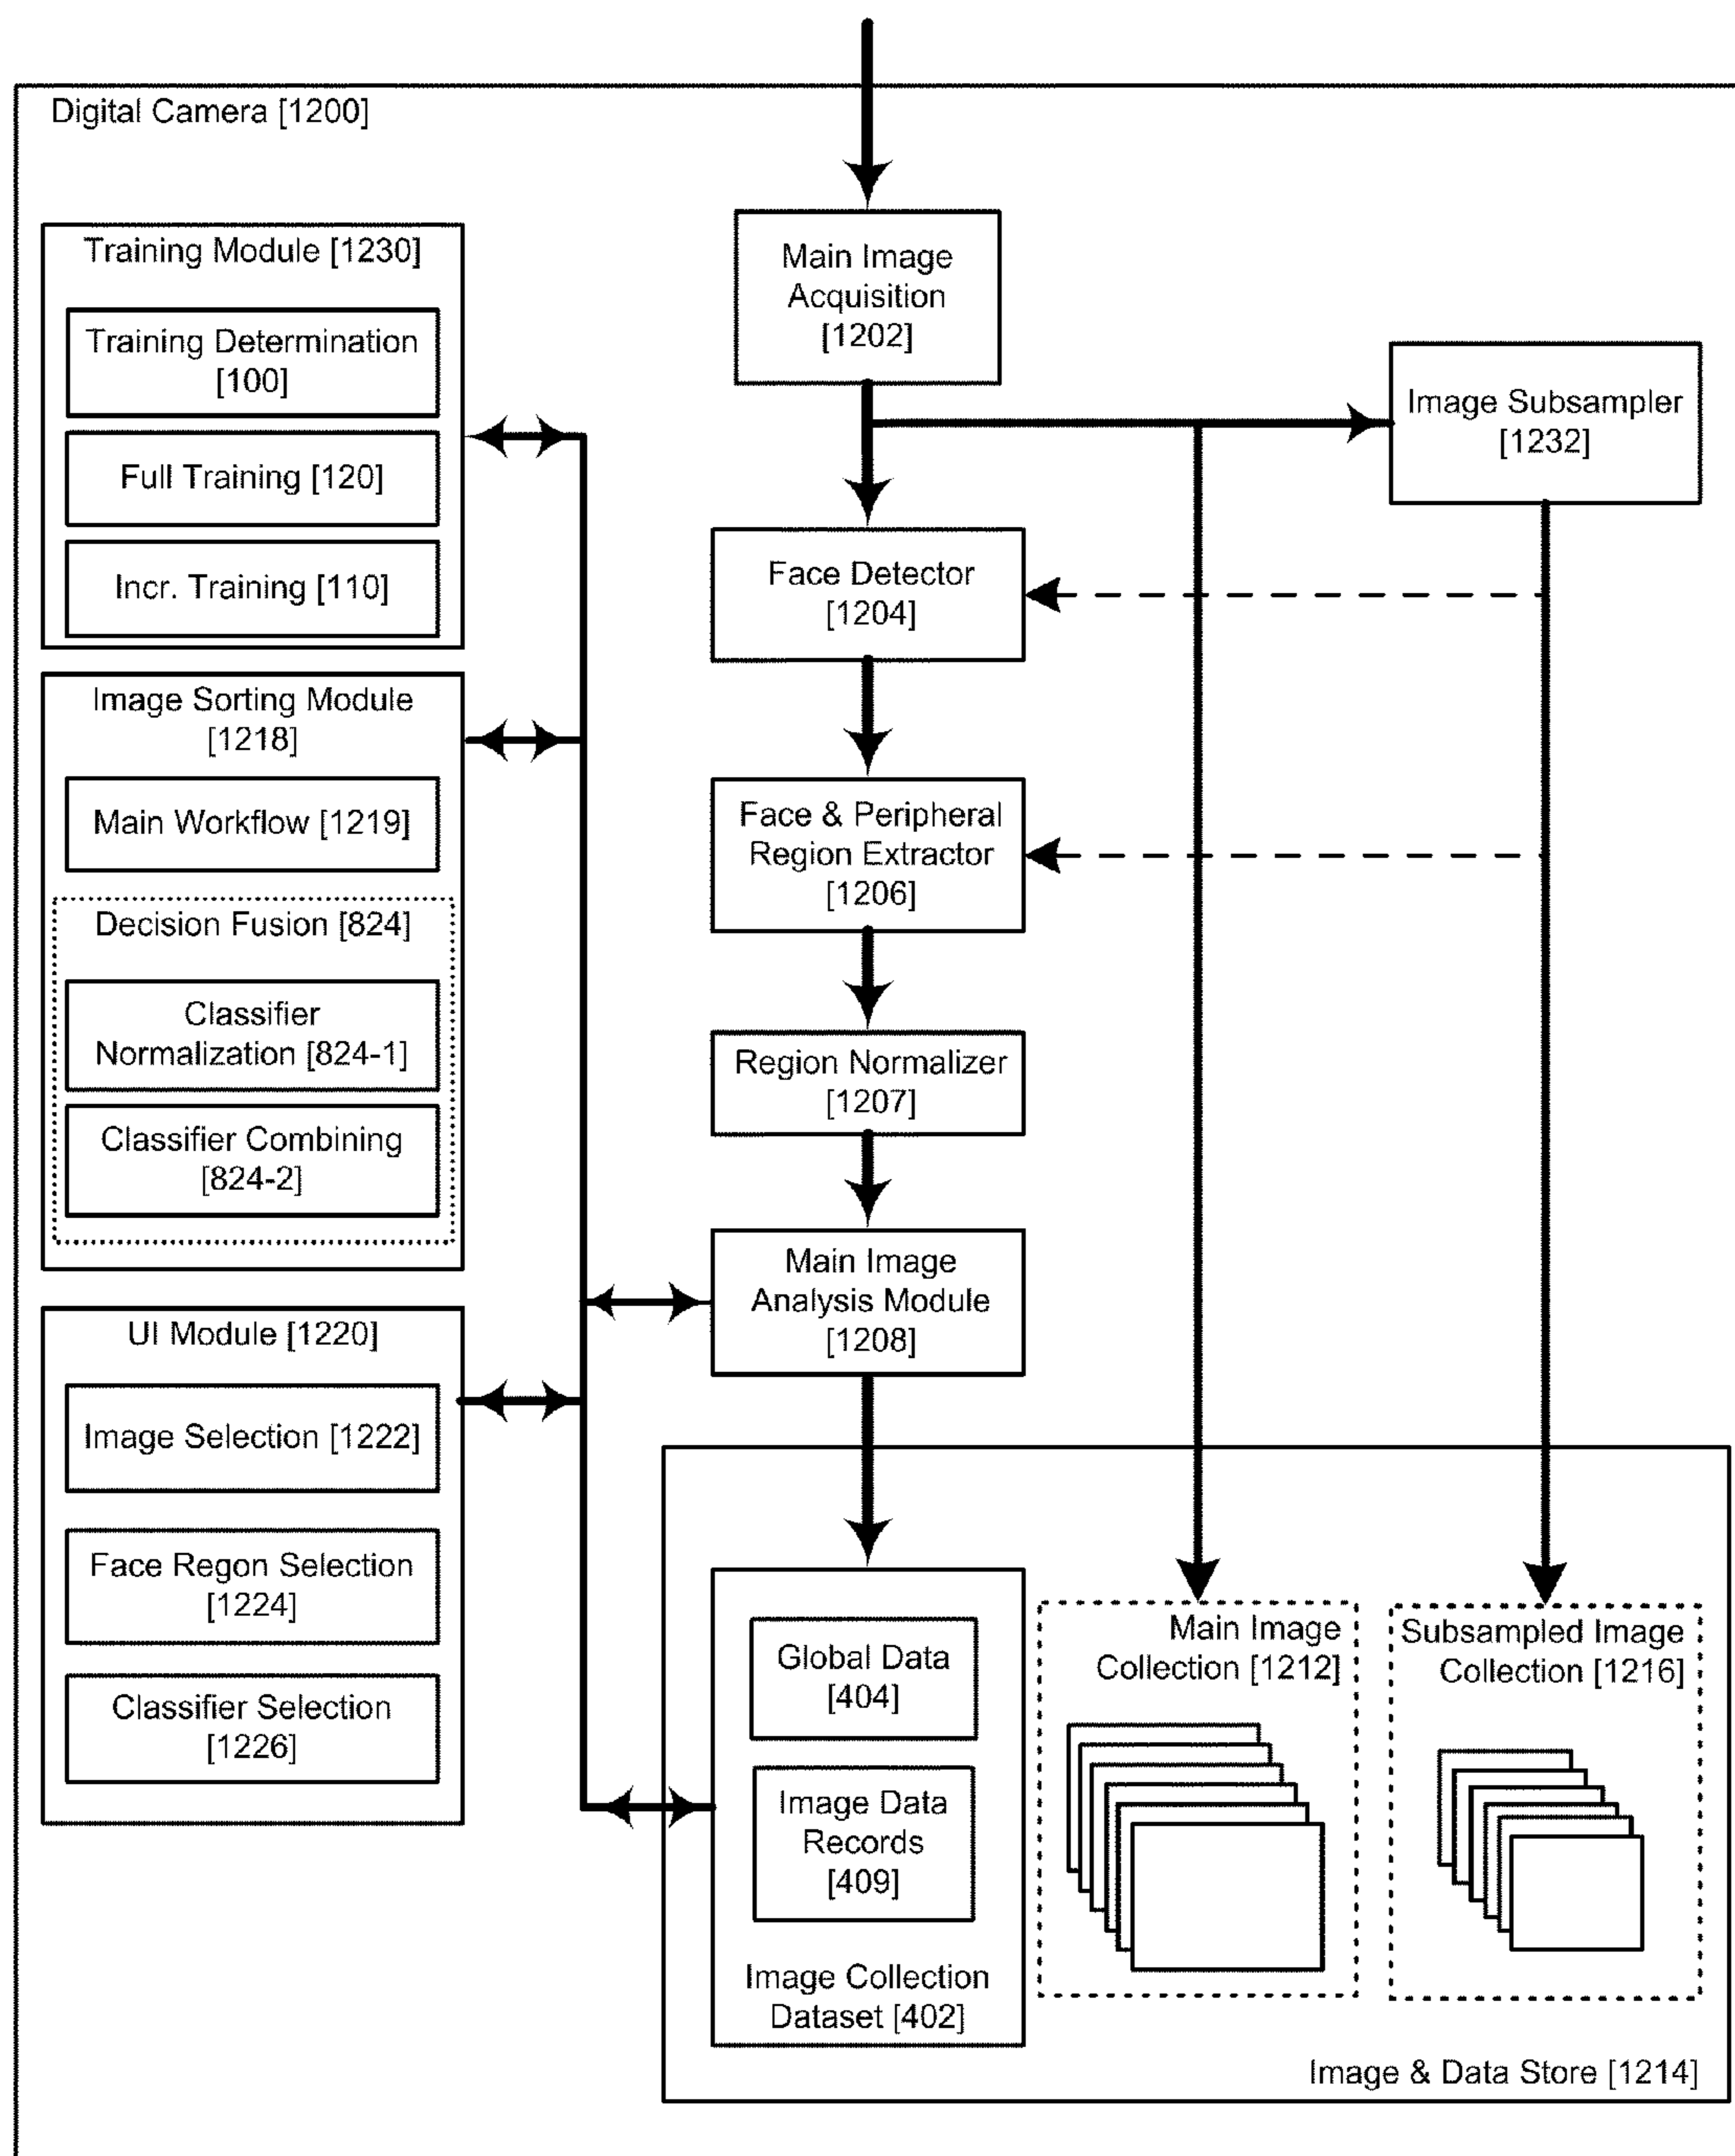 Digital Camera [1200]
Training Module [1230]
Training Determination
[100]
Full Training [120]
Incr. Training [110]
Image Sorting Module
[1218]
Main Workflow [1219]
Decision Fusion [824]
Classifier
Normalization [824-1]
Classifier Combining
[824-2]
UI Module [1220]
Image Selection [1222]
Face Regon Selection
[1224]
Classifier Selection
[1226]
Main Image
Acquisition
[1202]
Image Subsampler
[1232]
Face Detector
[1204]
Face & Peripheral
Region Extractor
[1206]
Region Normalizer
[1207]
Main Image
Analysis Module
[1208]
Global Data
[404]
Image Data
Records
[409]
Image Collection
Dataset [402]
Main Image
Collection [1212]
Subsampled Image
Collection [1216]
Image & Data Store [1214]